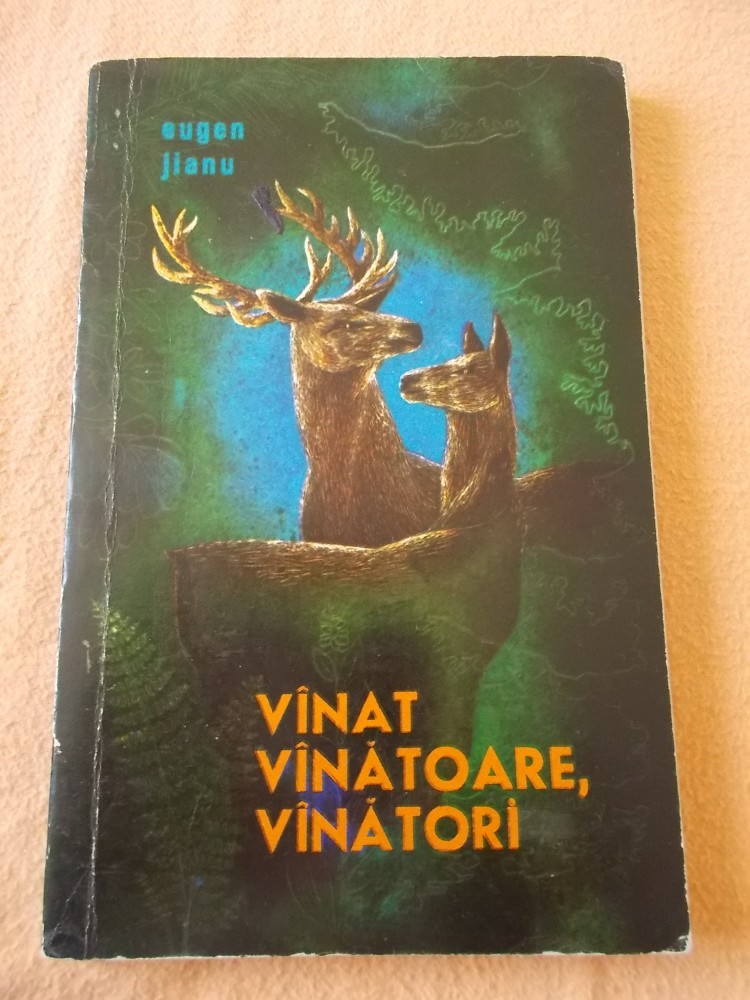 eugen
jianu
VÎNAT
VÎNĂTOARE,
VÎNĂTORI